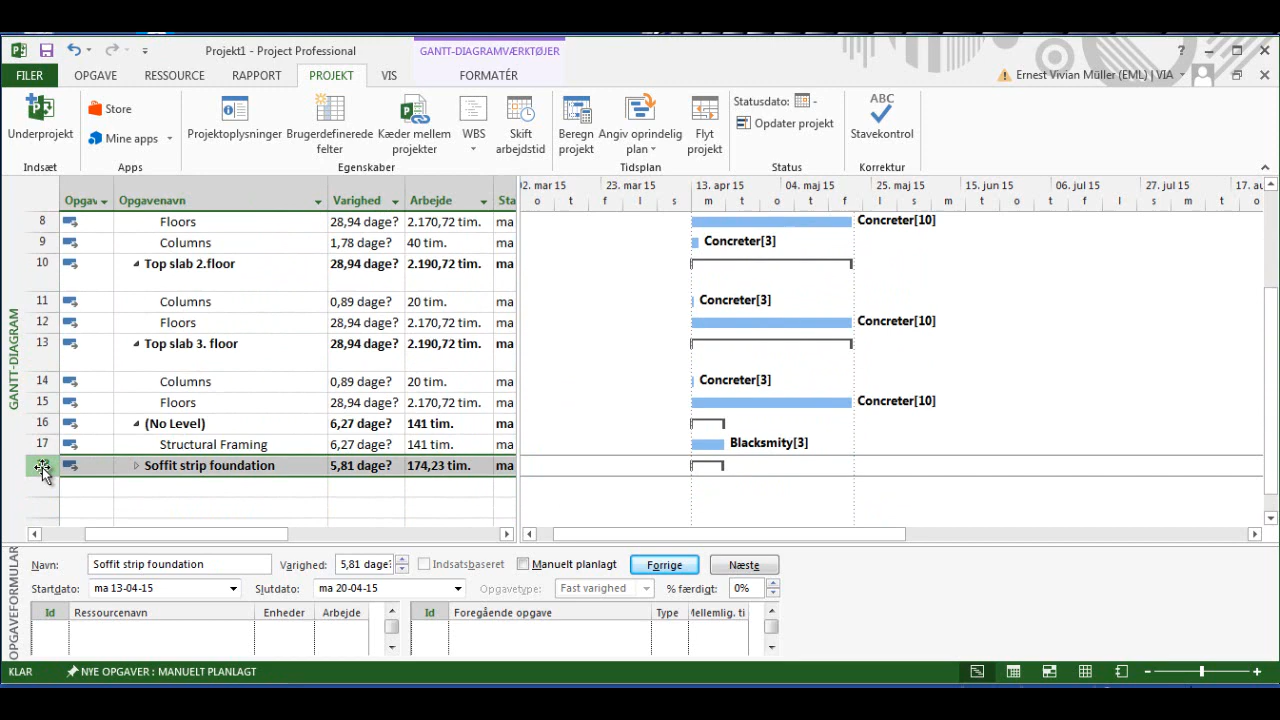 Projekt1 - Project Professional
GANTT-DIAGRAMVÆRKTØJER
?
FILER OPGAVE RESSOURCE RAPPORT PROJEKT VIS FORMATÉR
Ernest Vivian Müller (EML) | VIA
Underprojekt
Store
Mine apps
Projektoplysninger
Brugerdefinerede felter
Kæder mellem projekter
WBS
Skift arbejdstid
Beregn projekt
Angiv oprindelig plan
Flyt projekt
Statusdato:
Opdater projekt
ABC
Stavekontrol
Indsæt Apps Egenskaber Tidsplan Status Korrektur
02. mar 15 23. mar 15 13. apr 15 04. maj 15 25. maj 15 15. jun 15 06. jul 15 27. jul 15 17. au
Opgav Opgavenavn Varighed Arbejde Sta
o t f l s m o t f l s m o t
8 Floors 28,94 dage? 2.170,72 tim. ma Concreter[10]
9 Columns 1,78 dage? 40 tim. ma Concreter[3]
10 Top slab 2.floor 28,94 dage? 2.190,72 tim. ma
11 Columns 0,89 dage? 20 tim. ma Concreter[3]
12 Floors 28,94 dage? 2.170,72 tim. ma Concreter[10]
13 Top slab 3. floor 28,94 dage? 2.190,72 tim. ma
14 Columns 0,89 dage? 20 tim. ma Concreter[3]
15 Floors 28,94 dage? 2.170,72 tim. ma Concreter[10]
16 (No Level) 6,27 dage? 141 tim. ma
17 Structural Framing 6,27 dage? 141 tim. ma Blacksmity[3]
Soffit strip foundation 5,81 dage? 174,23 tim. ma
GANTT-DIAGRAM
OPGAVEFORMULAR
Navn: Soffit strip foundation Varighed: 5,81 dage? Indsatsbaseret Manuelt planlagt Forrige Næste
Startdato: ma 13-04-15 Slutdato: ma 20-04-15 Opgavetype: Fast varighed % færdigt: 0%
Id Ressourcenavn Enheder Arbejde Id Foregående opgave Type Mellemlig. ti
KLAR NYE OPGAVER : MANUELT PLANLAGT